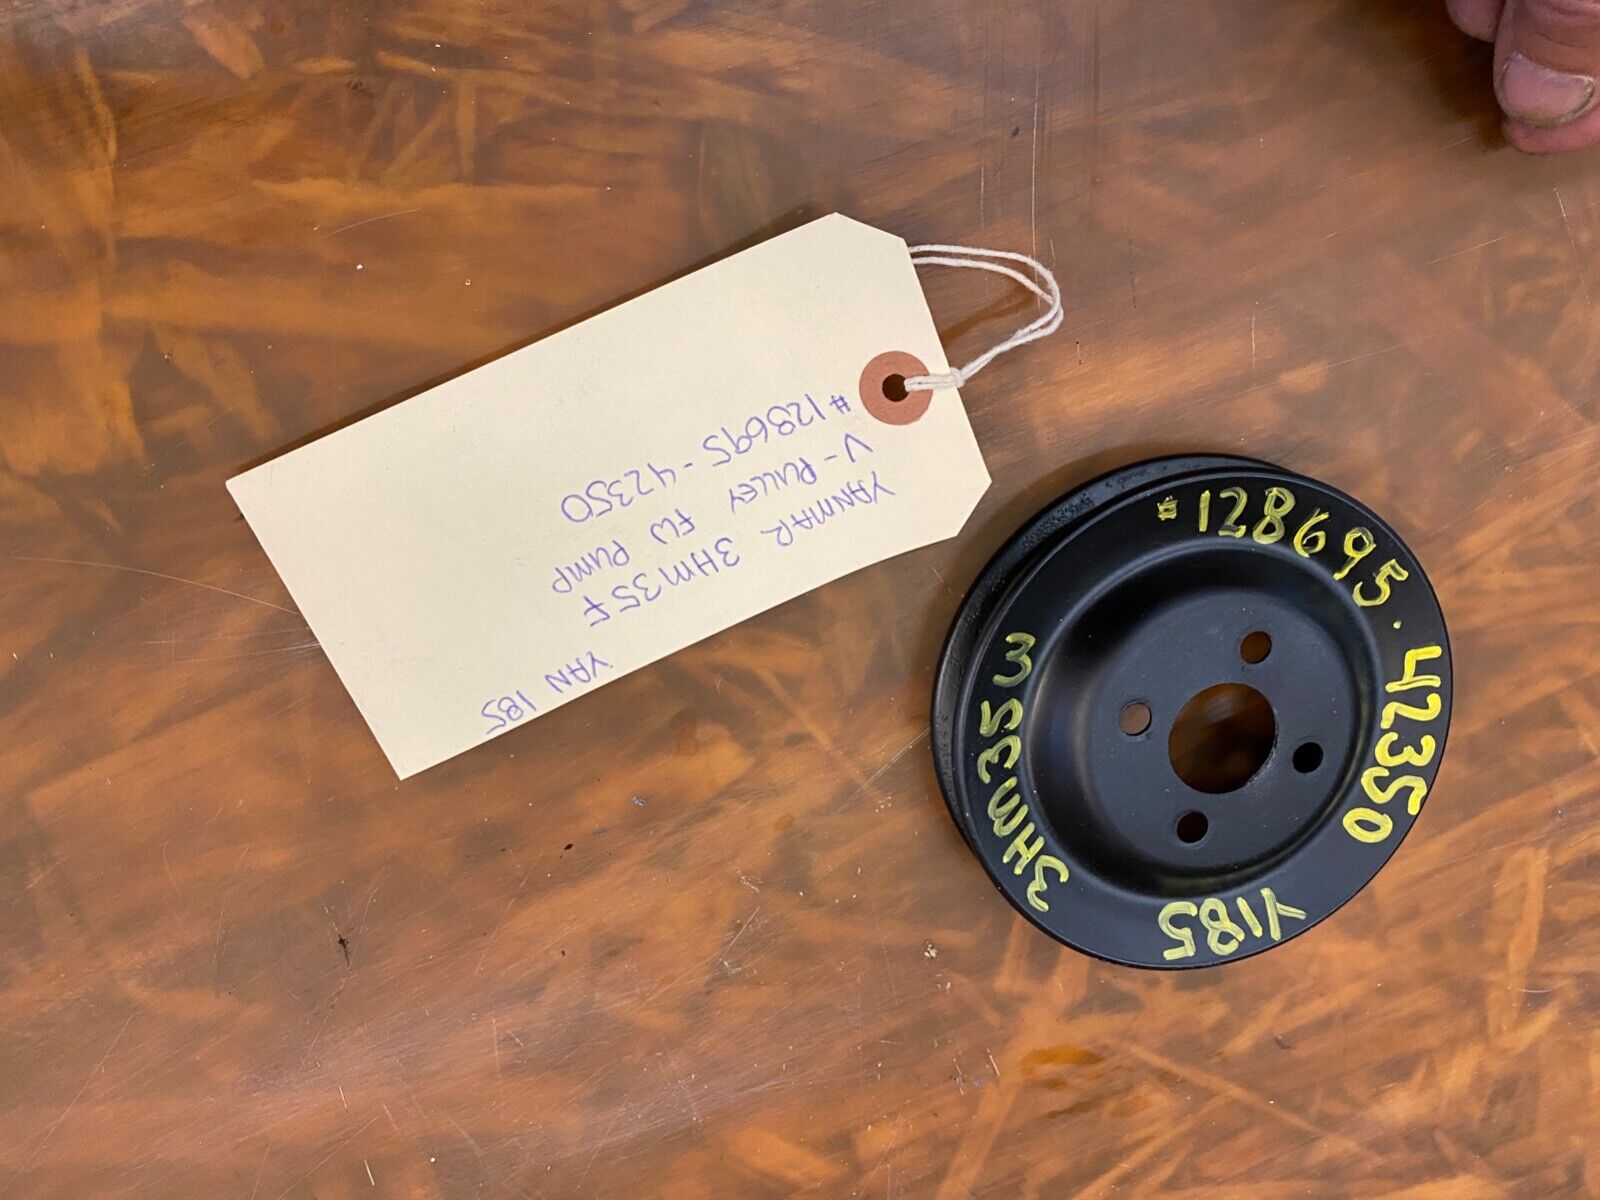 YAN 185
YANMAR 3HM35F
V-PULLEY FW PUMP
#128695-42350
#128695.42350
3HM35W
Y185